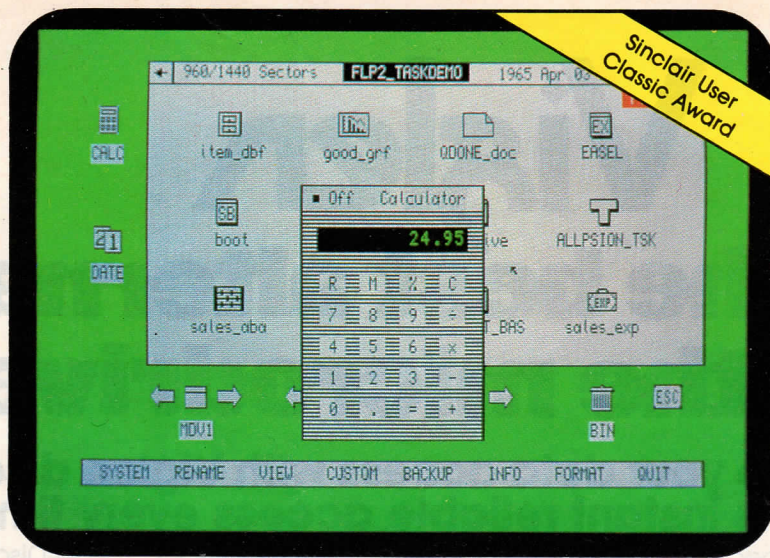 Sinclair User
Classic Award
960/1440 Sectors
FLP2_TASKDEMO
1965 Apr 03
CALC
item_dbf
good_grf
QDONE_doc
EASEL
EX
SB
boot
ive
ALLPSION_TSK
21
DATE
sales_aba
T_BAS
EXP
sales_exp
Off Calculator
24.95
R M % C
7 8 9 ÷
4 5 6 x
1 2 3 -
0 . = +
MDV1
BIN
ESC
SYSTEM RENAME VIEW CUSTOM BACKUP INFO FORMAT QUIT